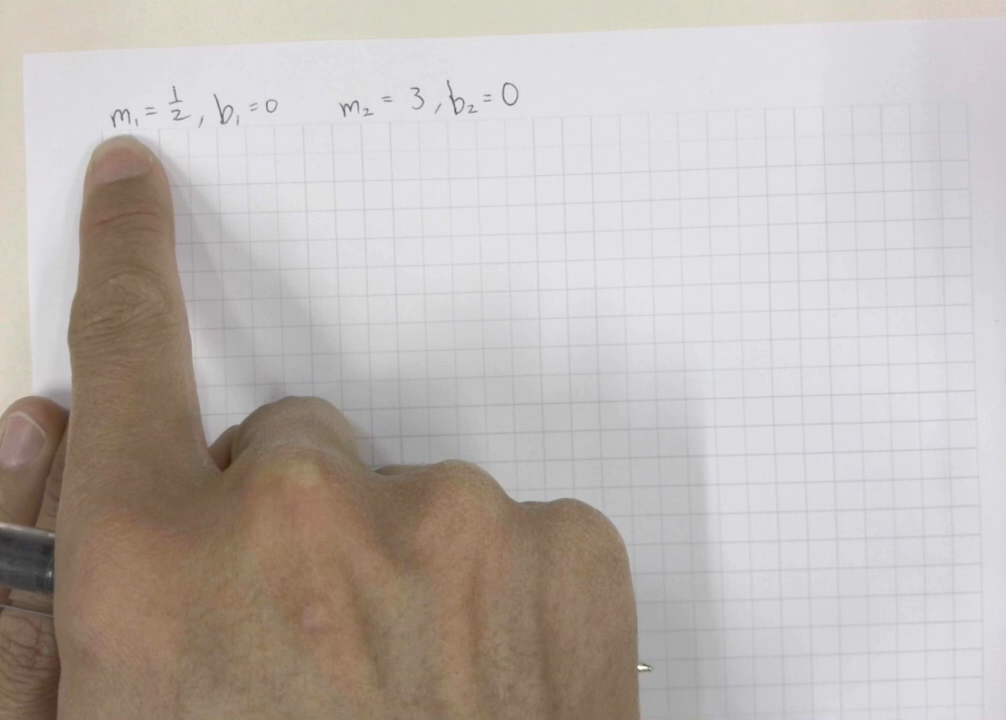 m₁ = 1/2, b₁ = 0 m₂ = 3, b₂ = 0